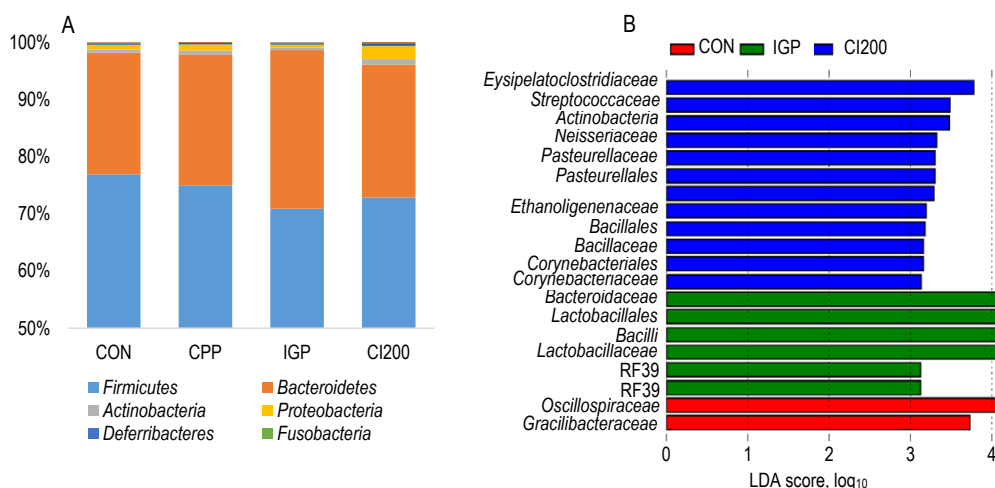 A
100%
90%
80%
70%
60%
50%
CON CPP IGP CI200
Firmicutes Bacteroidetes
Actinobacteria Proteobacteria
Deferribacteres Fusobacteria
B
CON IGP CI200
Eysipelatoclostridiaceae
Streptococcaceae
Actinobacteria
Neisseriaceae
Pasteurellaceae
Pasteurellales
Ethanoligenenaceae
Bacillales
Bacillaceae
Corynebacteriales
Corynebacteriaceae
Bacteroidaceae
Lactobacillales
Bacilli
Lactobacillaceae
RF39
RF39
Oscillospiraceae
Gracilibacteraceae
0 1 2 3 4
LDA score, log₁₀